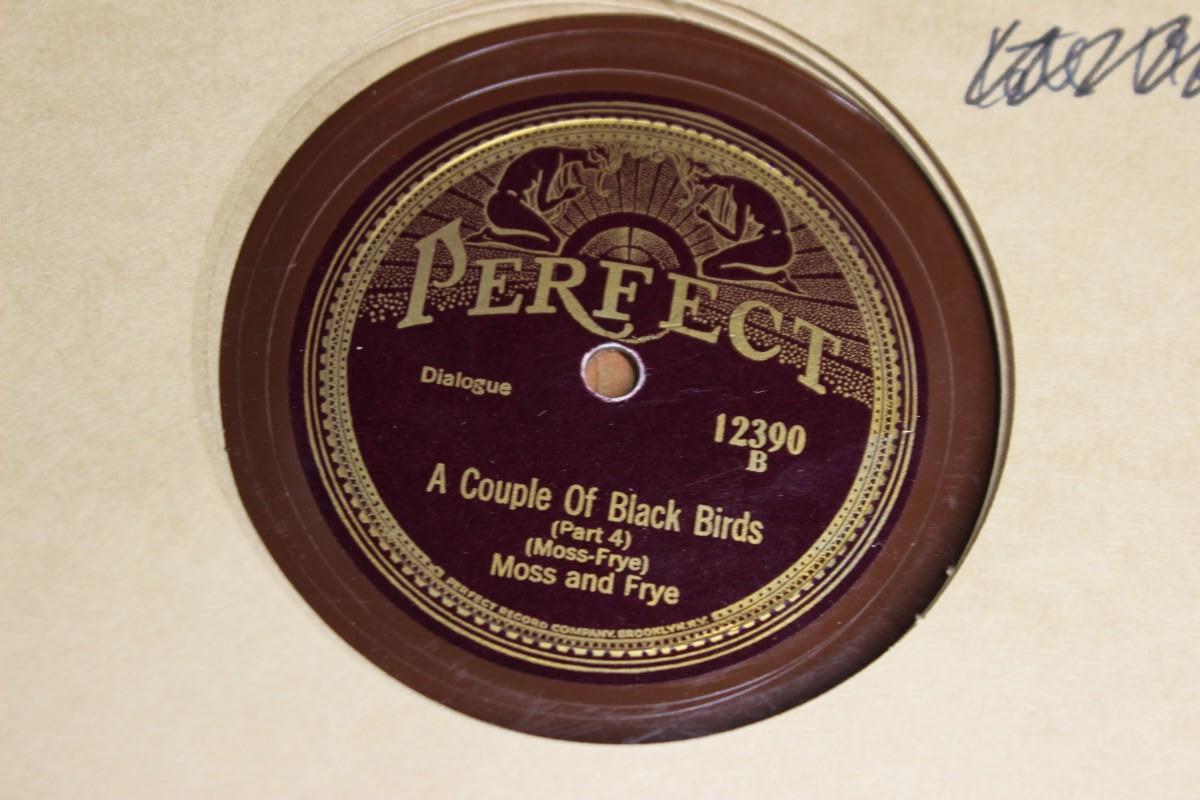 PERFECT
Dialogue
12390
B
A Couple Of Black Birds
(Part 4)
(Moss-Frye)
Moss and Frye
PERFECT RECORD COMPANY. BROOKLYN. N.Y.